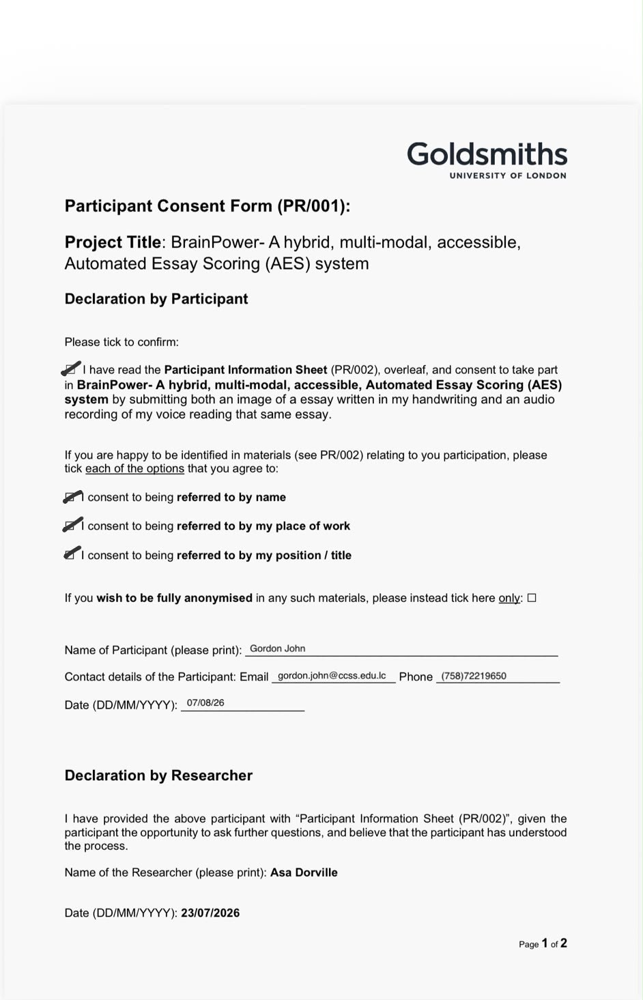 Goldsmiths
UNIVERSITY OF LONDON
Participant Consent Form (PR/001):
Project Title: BrainPower- A hybrid, multi-modal, accessible,
Automated Essay Scoring (AES) system
Declaration by Participant
Please tick to confirm:
I have read the Participant Information Sheet (PR/002), overleaf, and consent to take part
in BrainPower- A hybrid, multi-modal, accessible, Automated Essay Scoring (AES)
system by submitting both an image of a essay written in my handwriting and an audio
recording of my voice reading that same essay.
If you are happy to be identified in materials (see PR/002) relating to you participation, please
tick each of the options that you agree to:
I consent to being referred to by name
I consent to being referred to by my place of work
I consent to being referred to by my position / title
If you wish to be fully anonymised in any such materials, please instead tick here only: ☐
Name of Participant (please print): Gordon John
Contact details of the Participant: Email gordon.john@ccss.edu.lc Phone (758)72219650
Date (DD/MM/YYYY): 07/08/26
Declaration by Researcher
I have provided the above participant with “Participant Information Sheet (PR/002)”, given the
participant the opportunity to ask further questions, and believe that the participant has understood
the process.
Name of the Researcher (please print): Asa Dorville
Date (DD/MM/YYYY): 23/07/2026
Page 1 of 2